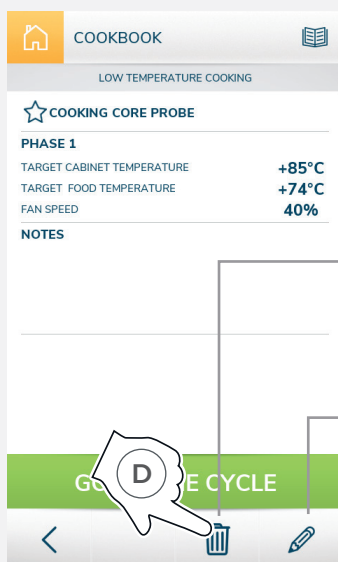 COOKBOOK
LOW TEMPERATURE COOKING
COOKING CORE PROBE
PHASE 1
TARGET CABINET TEMPERATURE +85°C
TARGET FOOD TEMPERATURE +74°C
FAN SPEED 40%
NOTES
D
CYCLE